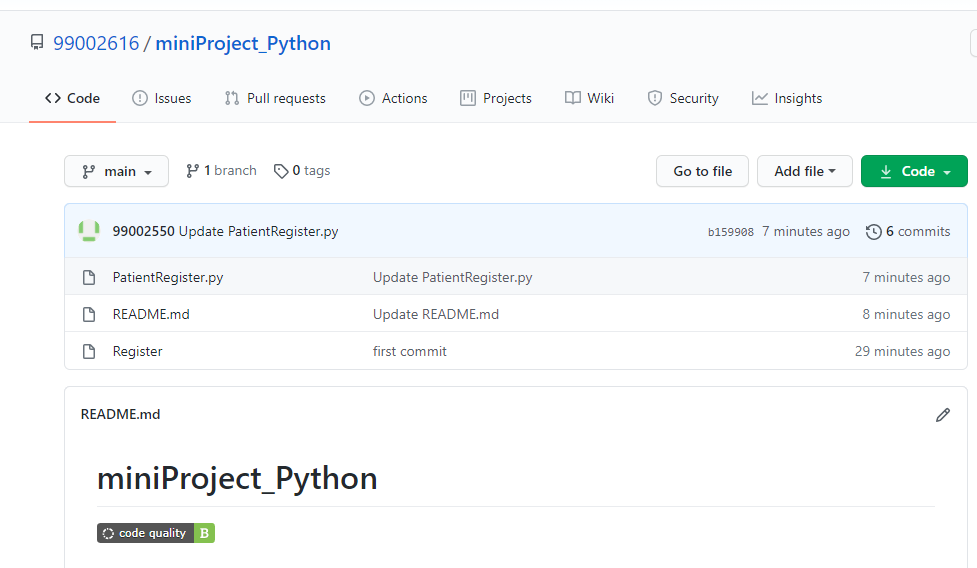 99002616 / miniProject_Python
Code Issues Pull requests Actions Projects Wiki Security Insights
main 1 branch 0 tags Go to file Add file Code
99002550 Update PatientRegister.py b159908 7 minutes ago 6 commits
PatientRegister.py Update PatientRegister.py 7 minutes ago
README.md Update README.md 8 minutes ago
Register first commit 29 minutes ago
README.md
miniProject_Python
code quality B